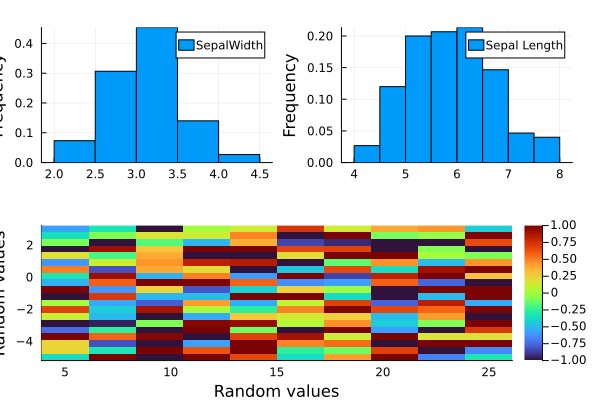 Frequency
0.4
0.3
0.2
0.1
0.0
2.0 2.5 3.0 3.5 4.0 4.5
SepalWidth
Frequency
0.20
0.15
0.10
0.05
0.00
4 5 6 7 8
Sepal Length
Random values
2
0
−2
−4
5 10 15 20 25
Random values
1.00
0.75
0.50
0.25
0
−0.25
−0.50
−0.75
−1.00